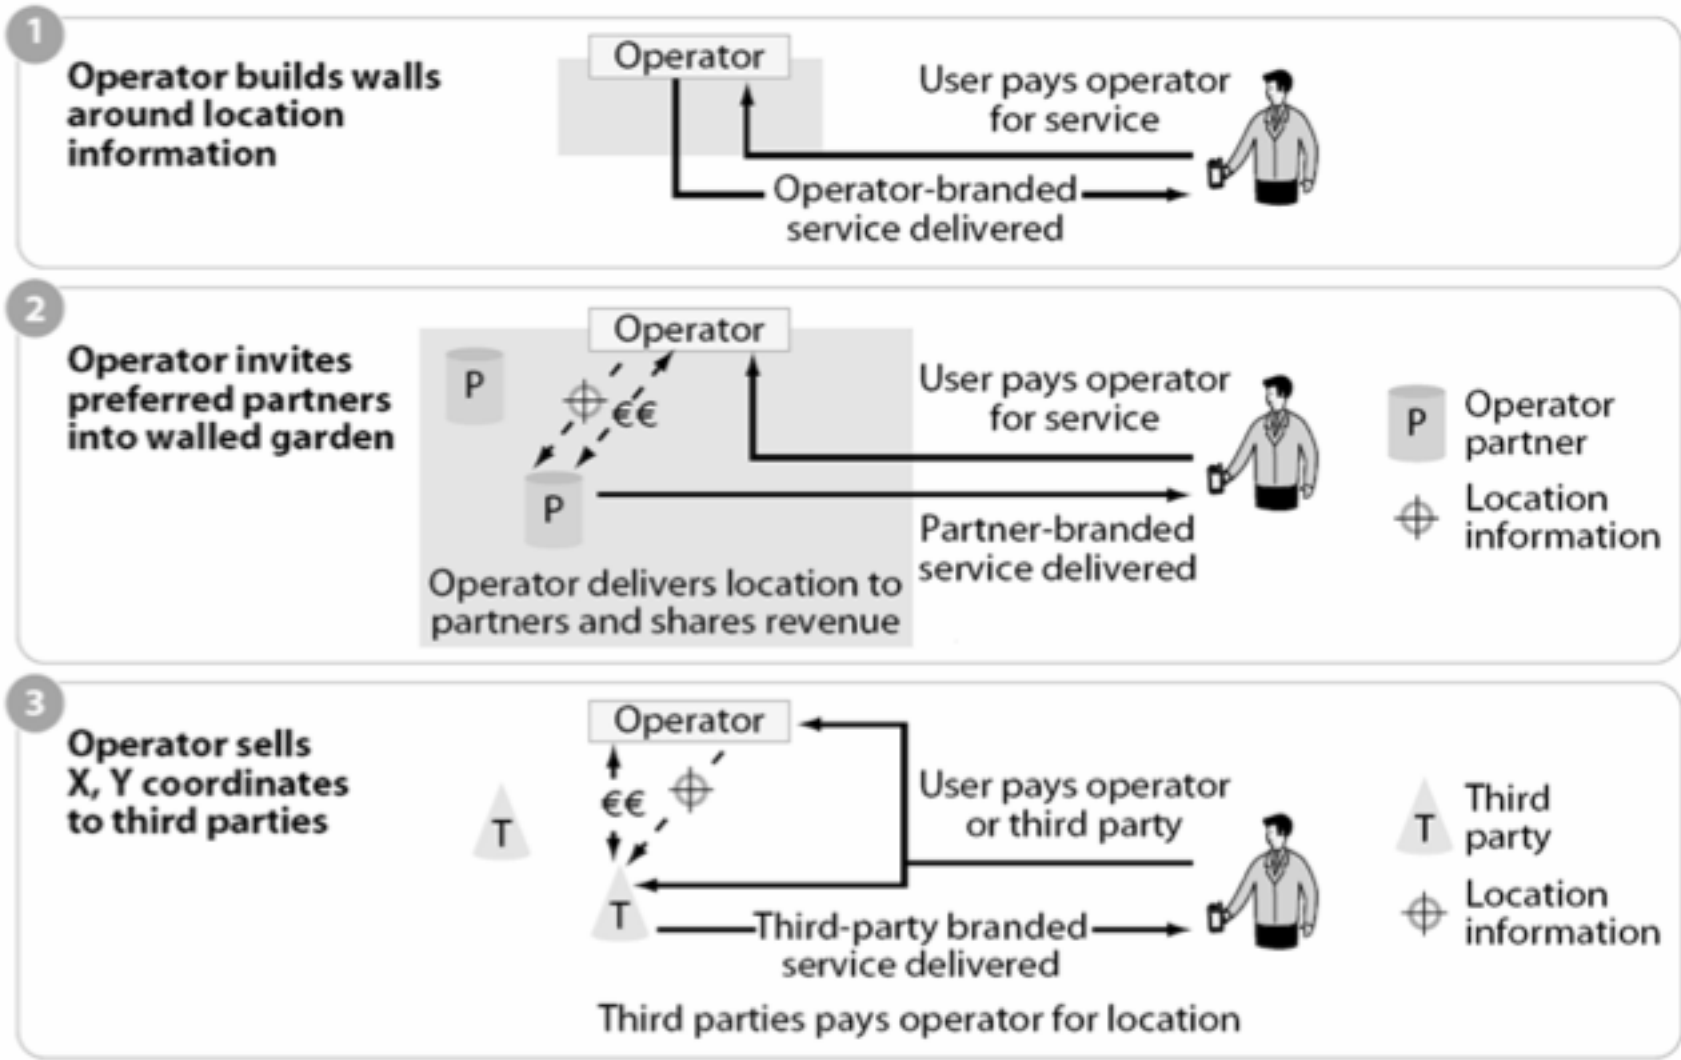 1
Operator builds walls
around location
information
Operator
User pays operator
for service
Operator-branded
service delivered
2
Operator invites
preferred partners
into walled garden
Operator
P
€€
P
Operator delivers location to
partners and shares revenue
User pays operator
for service
Partner-branded
service delivered
P
Operator
partner
Location
information
3
Operator sells
X, Y coordinates
to third parties
Operator
€€
T
T
User pays operator
or third party
Third-party branded
service delivered
Third parties pays operator for location
T
Third
party
Location
information